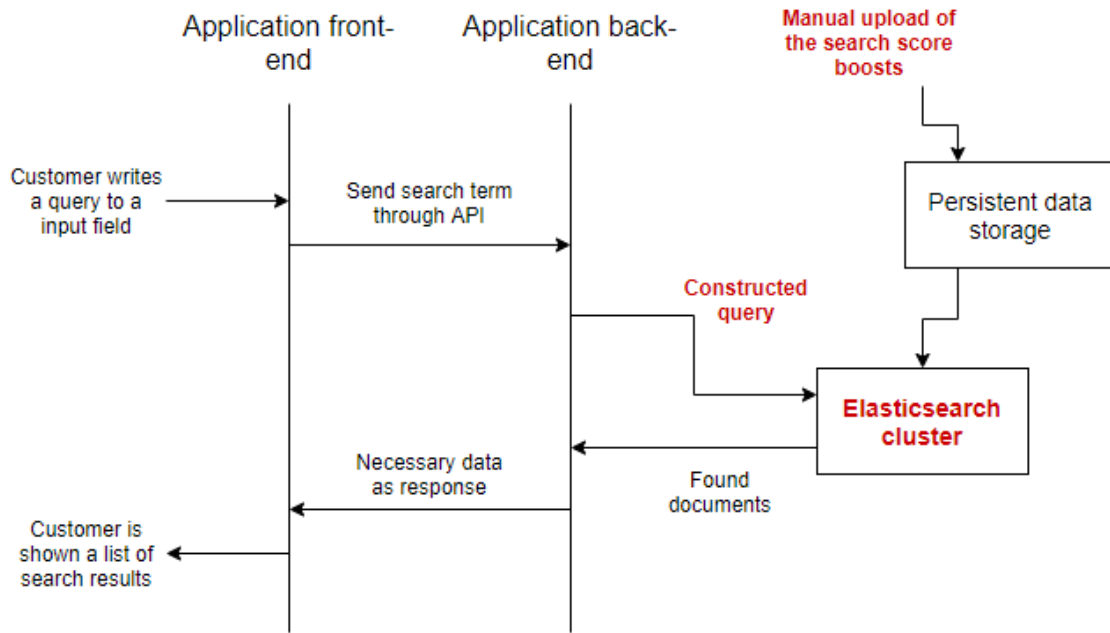 Application front-
end
Application back-
end
Manual upload of
the search score
boosts
Customer writes
a query to a
input field
Send search term
through API
Persistent data
storage
Constructed
query
Elasticsearch
cluster
Necessary data
as response
Found
documents
Customer is
shown a list of
search results